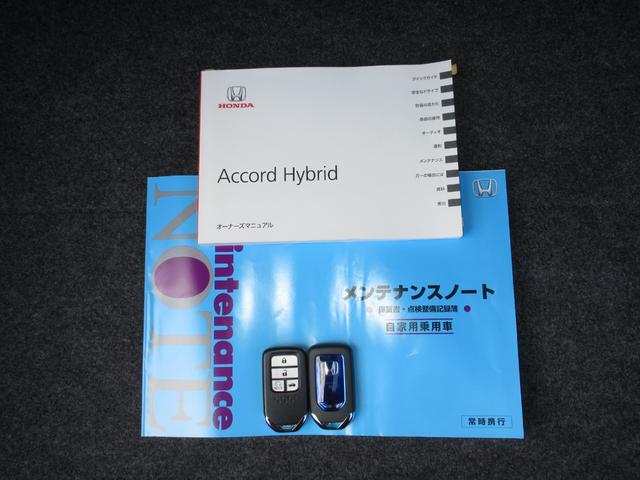 HONDA
Accord Hybrid
オーナーズマニュアル
クイックガイド
安全なドライブ
計器の見かた
各部の操作
オーディオ
運転
メンテナンス
万一の場合には
資料
索引
Maintenance
NOTE
メンテナンスノート
保証書・点検整備記録簿
自家用乗用車
常時携行